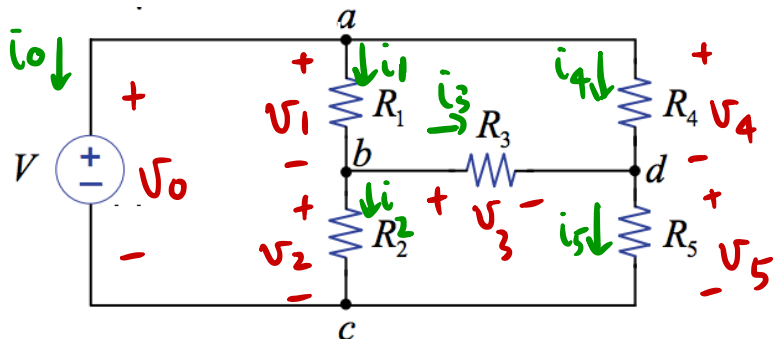 a
i0 + i1 i4 +
+ v1 R1 i3 R3 R4 v4
V + - v0 - b d -
+ i2 R2 + v3 - i5 R5 +
- v2 v5
- -
c